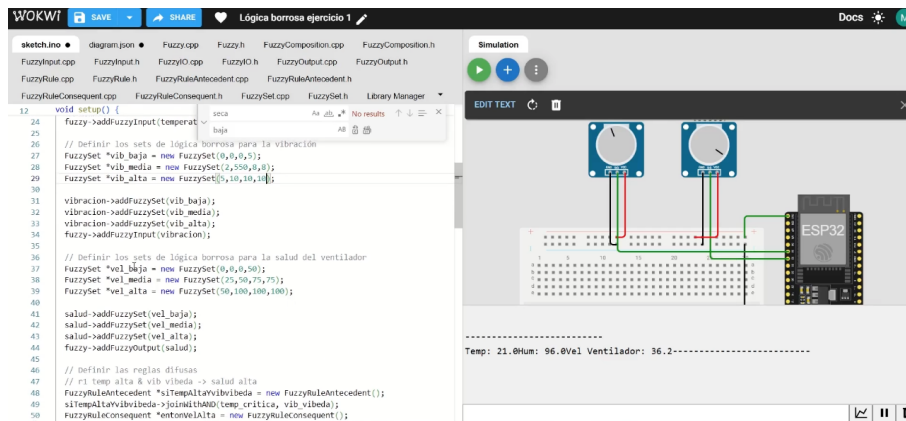 WOKWi SAVE SHARE Lógica borrosa ejercicio 1 Docs
sketch.ino diagram.json Fuzzy.cpp Fuzzy.h FuzzyComposition.cpp FuzzyComposition.h
FuzzyInput.cpp FuzzyInput.h FuzzyIO.cpp FuzzyIO.h FuzzyOutput.cpp FuzzyOutput.h
FuzzyRule.cpp FuzzyRule.h FuzzyRuleAntecedent.cpp FuzzyRuleAntecedent.h
FuzzyRuleConsequent.cpp FuzzyRuleConsequent.h FuzzySet.cpp FuzzySet.h Library Manager
12 void setup() {
seca Aa ab No results
baja AB
24 fuzzy->addFuzzyInput(temperat
25
26 // Definir los sets de lógica borrosa para la vibración
27 FuzzySet *vib_baja = new FuzzySet(0,0,0,5);
28 FuzzySet *vib_media = new FuzzySet(2,550,8,8);
29 FuzzySet *vib_alta = new FuzzySet(5,10,10,10);
30
31 vibracion->addFuzzySet(vib_baja);
32 vibracion->addFuzzySet(vib_media);
33 vibracion->addFuzzySet(vib_alta);
34 fuzzy->addFuzzyInput(vibracion);
35
36 // Definir los sets de lógica borrosa para la salud del ventilador
37 FuzzySet *vel_baja = new FuzzySet(0,0,0,50);
38 FuzzySet *vel_media = new FuzzySet(25,50,75,75);
39 FuzzySet *vel_alta = new FuzzySet(50,100,100,100);
40
41 salud->addFuzzySet(vel_baja);
42 salud->addFuzzySet(vel_media);
43 salud->addFuzzySet(vel_alta);
44 fuzzy->addFuzzyOutput(salud);
45
46 // Definir las reglas difusas
47 // r1 temp alta & vib vibeda -> salud alta
48 FuzzyRuleAntecedent *siTempAltaYvibvibeda = new FuzzyRuleAntecedent();
49 siTempAltaYvibvibeda->joinWithAND(temp_critica, vib_vibeda);
50 FuzzyRuleConsequent *entonVelAlta = new FuzzyRuleConsequent();
Simulation
EDIT TEXT
ESP32
-------------------------
Temp: 21.0Hum: 96.0Vel Ventilador: 36.2-------------------------